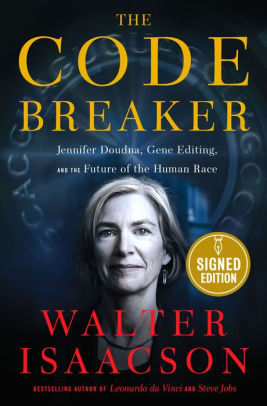 THE
CODE
BREAKER
Jennifer Doudna, Gene Editing,
AND THE Future of the Human Race
SIGNED
EDITION
WALTER
ISAACSON
BESTSELLING AUTHOR OF Leonardo da Vinci AND Steve Jobs